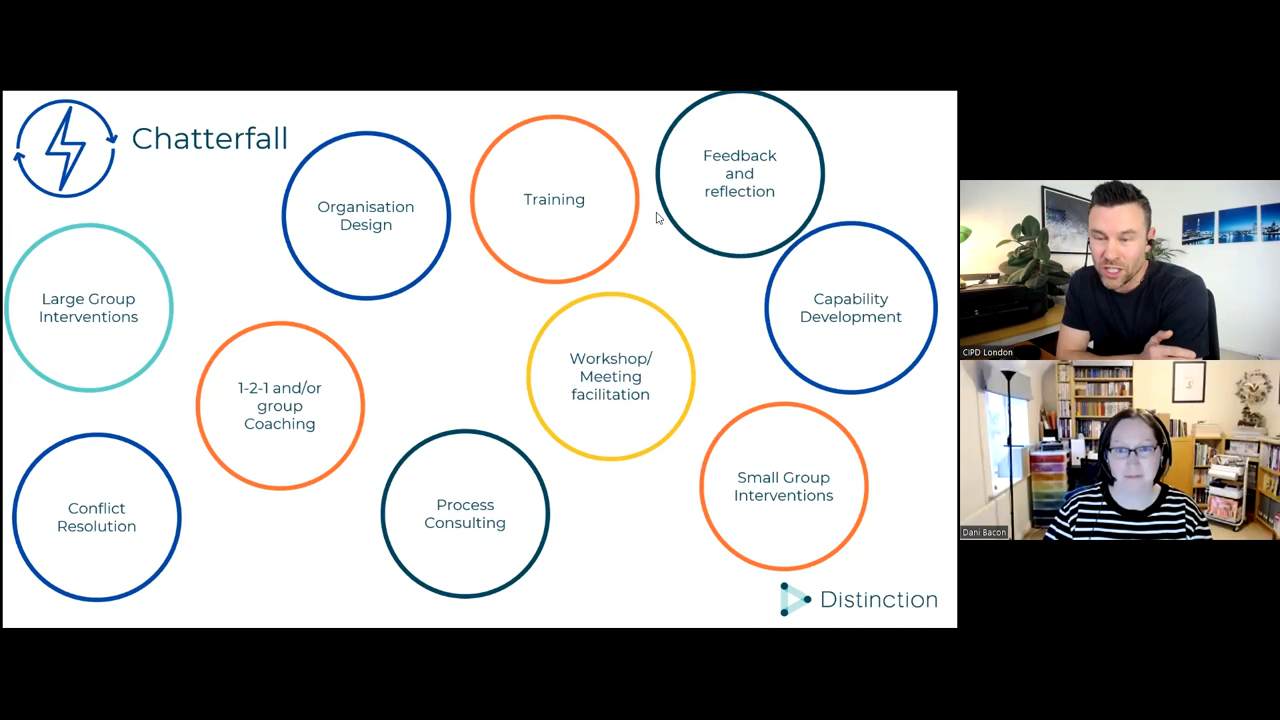 Chatterfall
Organisation
Design
Training
Feedback
and
reflection
Large Group
Interventions
Capability
Development
1-2-1 and/or
group
Coaching
Workshop/
Meeting
facilitation
Conflict
Resolution
Process
Consulting
Small Group
Interventions
Distinction
CIPD London
Dani Bacon